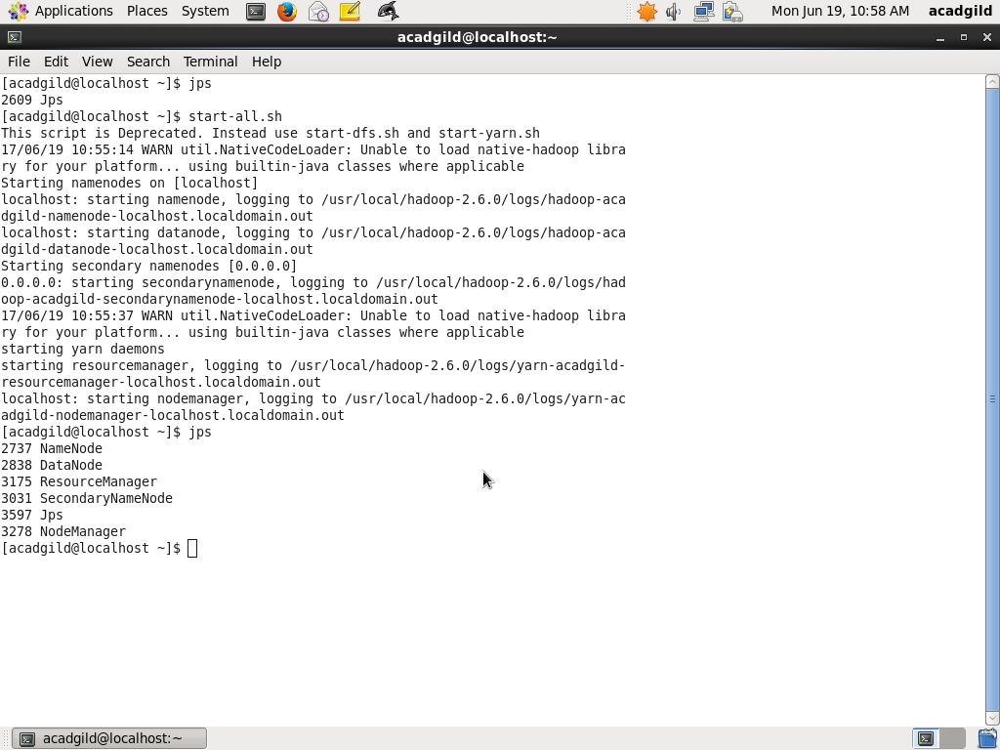 Applications Places System Mon Jun 19, 10:58 AM acadgild
acadgild@localhost:~
File Edit View Search Terminal Help
[acadgild@localhost ~]$ jps
2609 Jps
[acadgild@localhost ~]$ start-all.sh
This script is Deprecated. Instead use start-dfs.sh and start-yarn.sh
17/06/19 10:55:14 WARN util.NativeCodeLoader: Unable to load native-hadoop libra
ry for your platform... using builtin-java classes where applicable
Starting namenodes on [localhost]
localhost: starting namenode, logging to /usr/local/hadoop-2.6.0/logs/hadoop-aca
dgild-namenode-localhost.localdomain.out
localhost: starting datanode, logging to /usr/local/hadoop-2.6.0/logs/hadoop-aca
dgild-datanode-localhost.localdomain.out
Starting secondary namenodes [0.0.0.0]
0.0.0.0: starting secondarynamenode, logging to /usr/local/hadoop-2.6.0/logs/had
oop-acadgild-secondarynamenode-localhost.localdomain.out
17/06/19 10:55:37 WARN util.NativeCodeLoader: Unable to load native-hadoop libra
ry for your platform... using builtin-java classes where applicable
starting yarn daemons
starting resourcemanager, logging to /usr/local/hadoop-2.6.0/logs/yarn-acadgild-
resourcemanager-localhost.localdomain.out
localhost: starting nodemanager, logging to /usr/local/hadoop-2.6.0/logs/yarn-ac
adgild-nodemanager-localhost.localdomain.out
[acadgild@localhost ~]$ jps
2737 NameNode
2838 DataNode
3175 ResourceManager
3031 SecondaryNameNode
3597 Jps
3278 NodeManager
[acadgild@localhost ~]$
acadgild@localhost:~